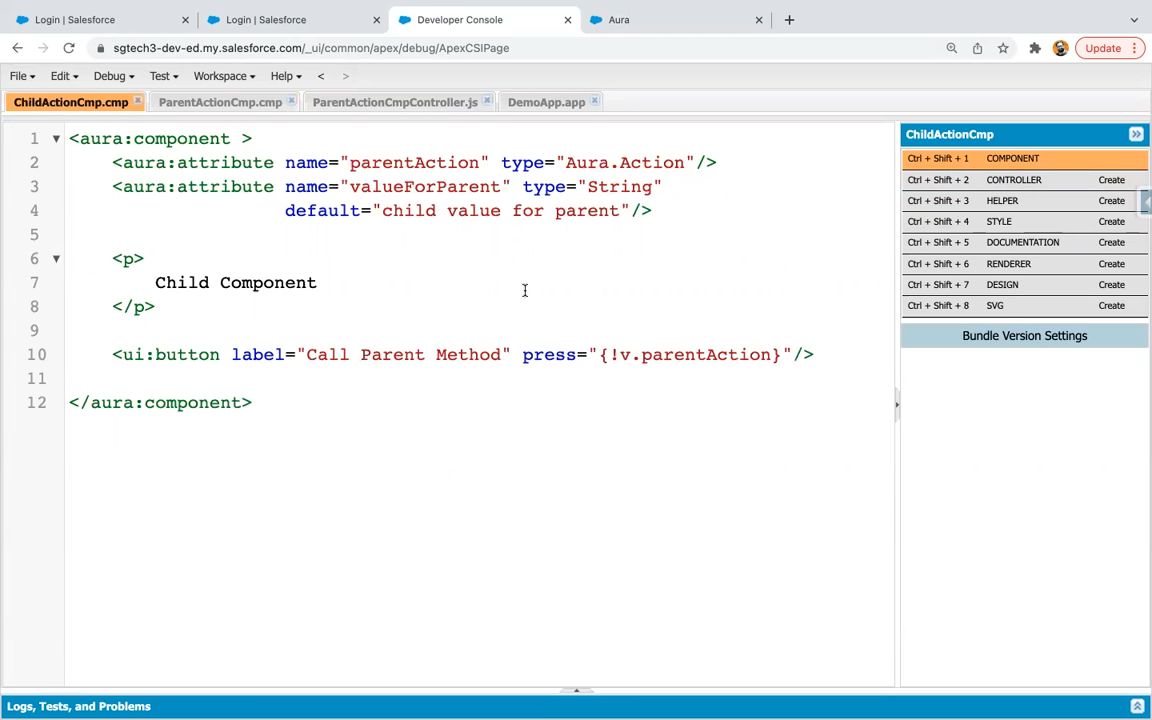 Login | Salesforce
Login | Salesforce
Developer Console
Aura
sgtech3-dev-ed.my.salesforce.com/_ui/common/apex/debug/ApexCSIPage
Update
File Edit Debug Test Workspace Help < >
ChildActionCmp.cmp ParentActionCmp.cmp ParentActionCmpController.js DemoApp.app
1 <aura:component >
2 <aura:attribute name="parentAction" type="Aura.Action"/>
3 <aura:attribute name="valueForParent" type="String"
4 default="child value for parent"/>
5
6 <p>
7 Child Component
8 </p>
9
10 <ui:button label="Call Parent Method" press="{!v.parentAction}"/>
11
12 </aura:component>
ChildActionCmp
Ctrl + Shift + 1 COMPONENT
Ctrl + Shift + 2 CONTROLLER Create
Ctrl + Shift + 3 HELPER Create
Ctrl + Shift + 4 STYLE Create
Ctrl + Shift + 5 DOCUMENTATION Create
Ctrl + Shift + 6 RENDERER Create
Ctrl + Shift + 7 DESIGN Create
Ctrl + Shift + 8 SVG Create
Bundle Version Settings
Logs, Tests, and Problems